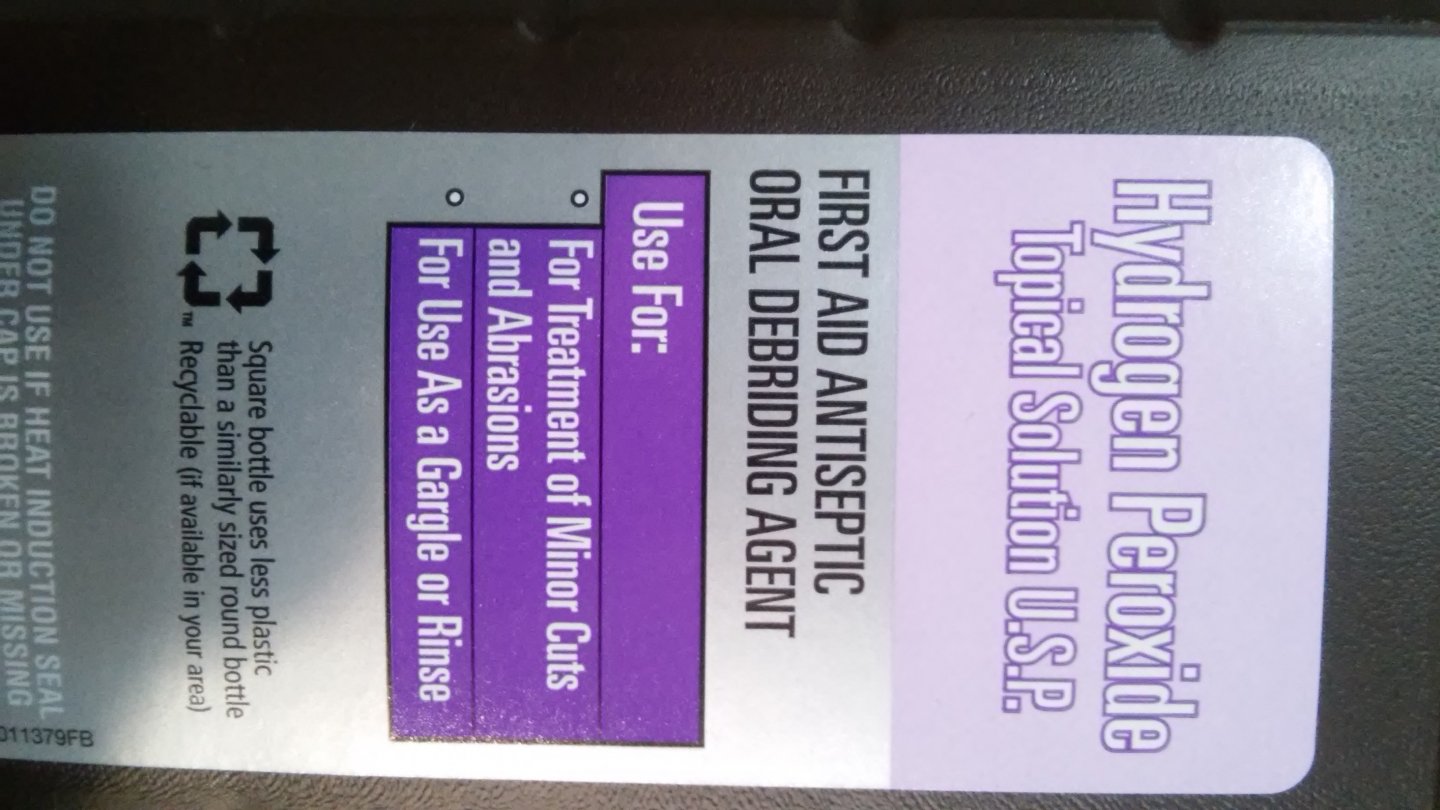 Hydrogen Peroxide
Topical Solution U.S.P.
FIRST AID ANTISEPTIC
ORAL DEBRIDING AGENT
Use For:
For Treatment of Minor Cuts
and Abrasions
For Use As a Gargle or Rinse
Square bottle uses less plastic
than a similarly sized round bottle
™ Recyclable (if available in your area)
DO NOT USE IF HEAT INDUCTION SEAL
UNDER CAP IS BROKEN OR MISSING
011379FB